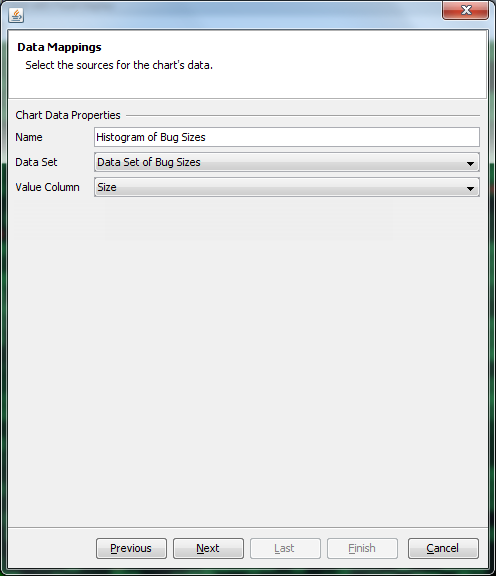 Data Mappings
Select the sources for the chart's data.
Chart Data Properties
Name Histogram of Bug Sizes
Data Set Data Set of Bug Sizes
Value Column Size
Previous Next Last Finish Cancel